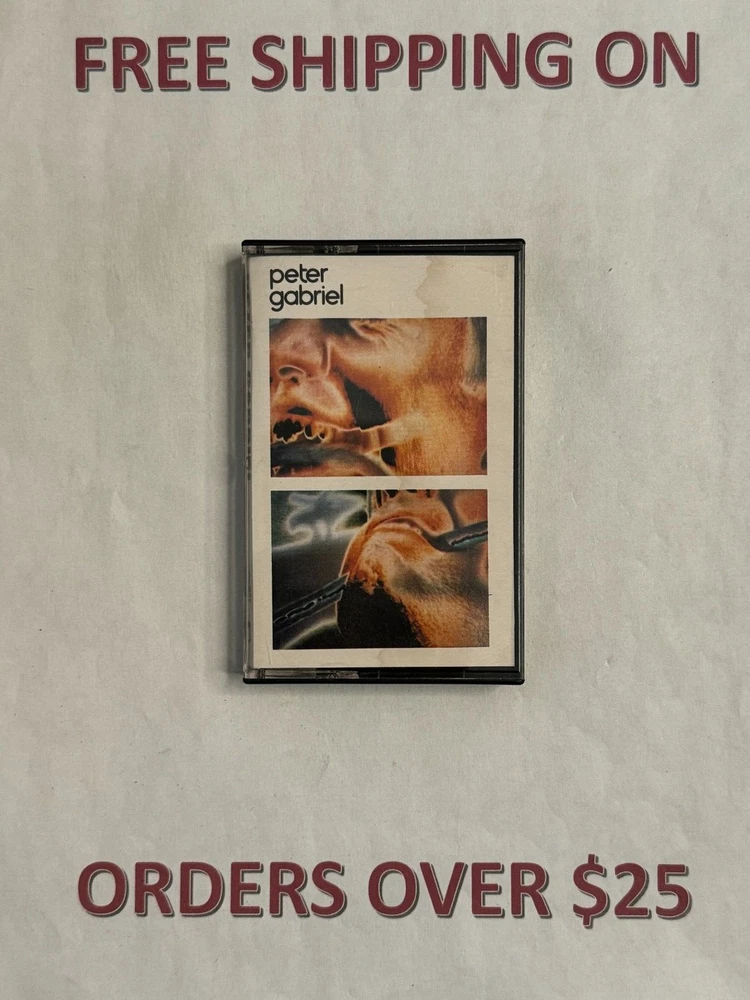 FREE SHIPPING ON
peter
gabriel
ORDERS OVER $25